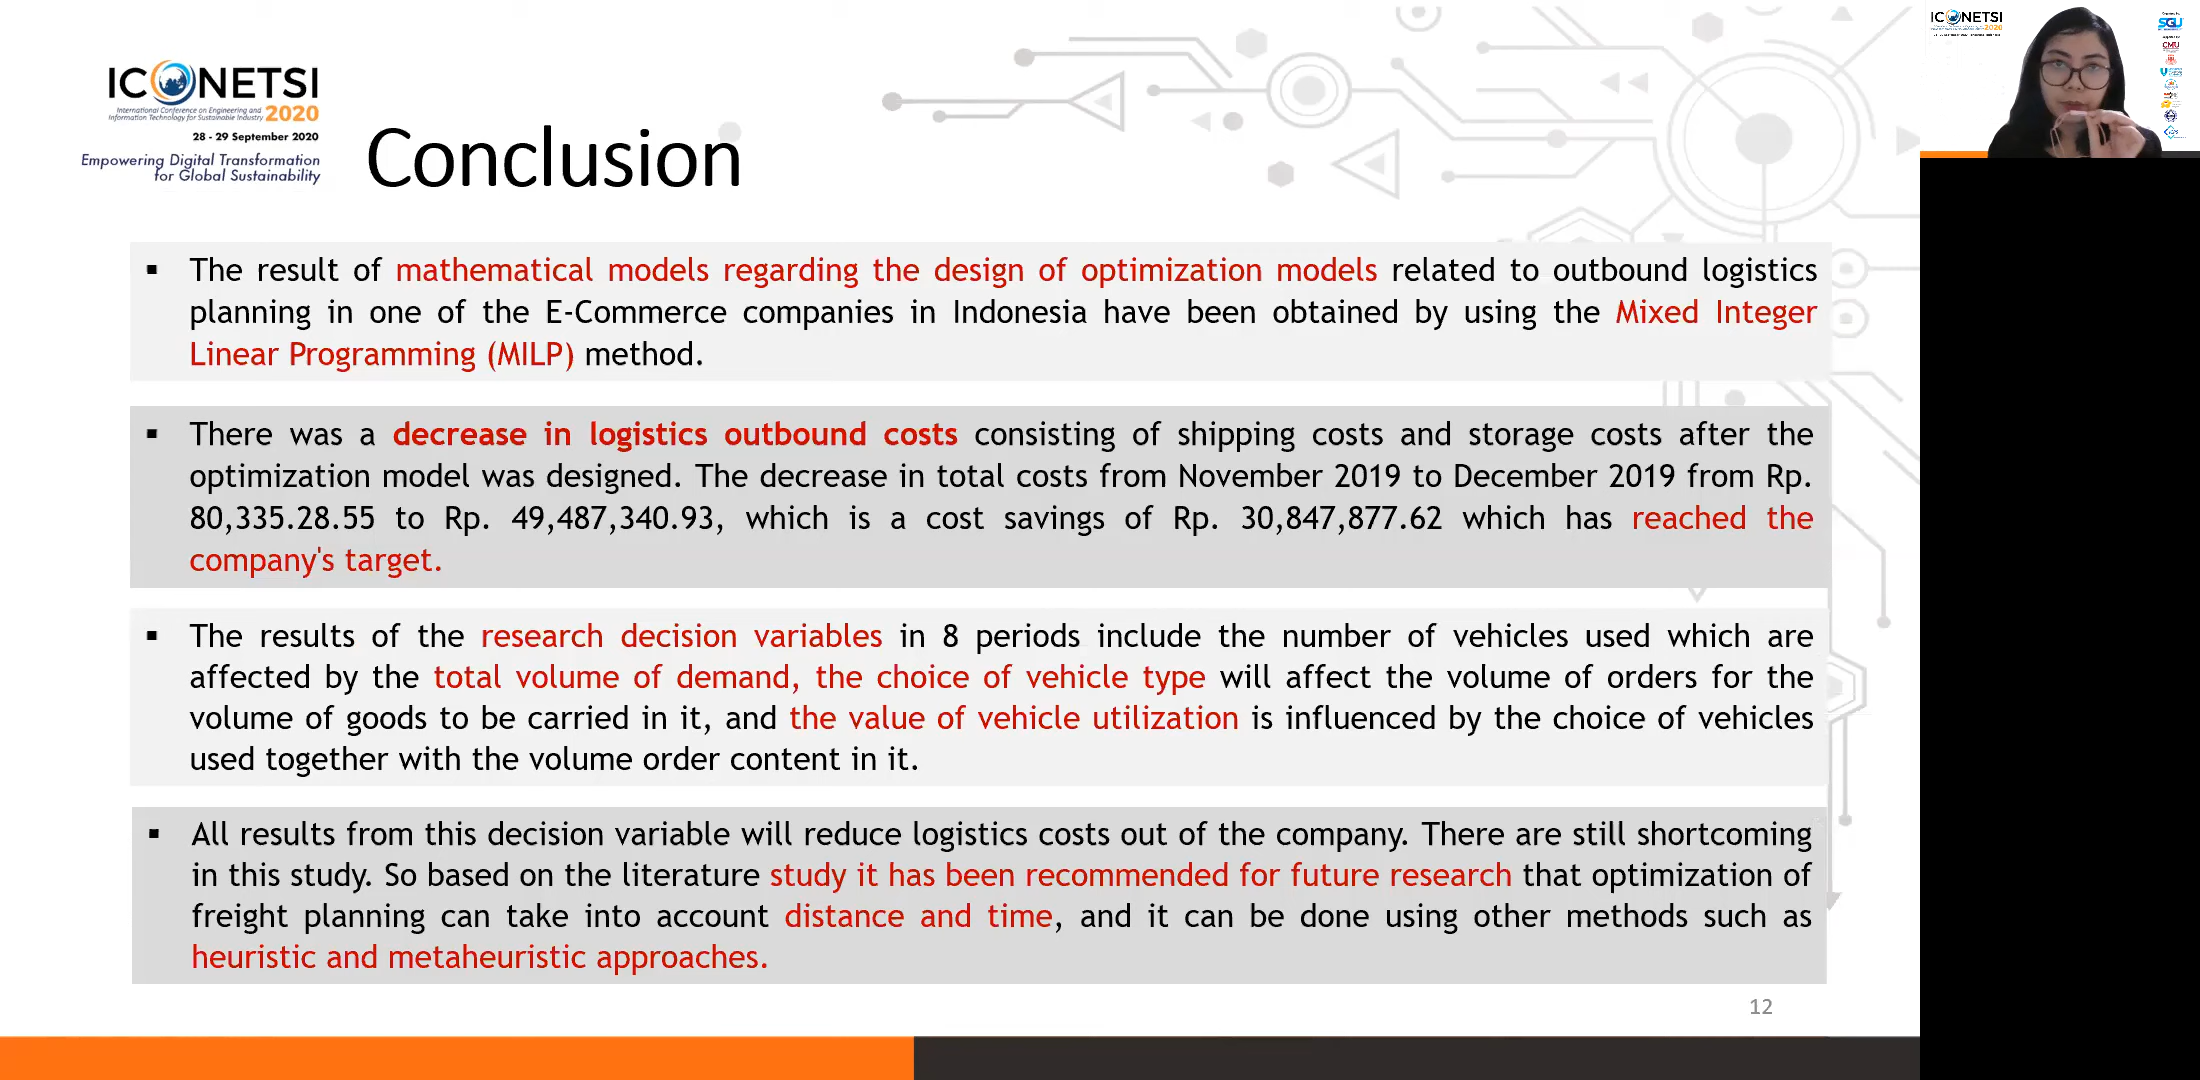 ICONETSI
International Conference on Engineering and
Information Technology for Sustainable Industry 2020
28 - 29 September 2020
Empowering Digital Transformation
for Global Sustainability
Conclusion
▪ The result of mathematical models regarding the design of optimization models related to outbound logistics
planning in one of the E-Commerce companies in Indonesia have been obtained by using the Mixed Integer
Linear Programming (MILP) method.
▪ There was a decrease in logistics outbound costs consisting of shipping costs and storage costs after the
optimization model was designed. The decrease in total costs from November 2019 to December 2019 from Rp.
80,335.28.55 to Rp. 49,487,340.93, which is a cost savings of Rp. 30,847,877.62 which has reached the
company's target.
▪ The results of the research decision variables in 8 periods include the number of vehicles used which are
affected by the total volume of demand, the choice of vehicle type will affect the volume of orders for the
volume of goods to be carried in it, and the value of vehicle utilization is influenced by the choice of vehicles
used together with the volume order content in it.
▪ All results from this decision variable will reduce logistics costs out of the company. There are still shortcoming
in this study. So based on the literature study it has been recommended for future research that optimization of
freight planning can take into account distance and time, and it can be done using other methods such as
heuristic and metaheuristic approaches.
12
ICONETSI
2020
SGU
CMU